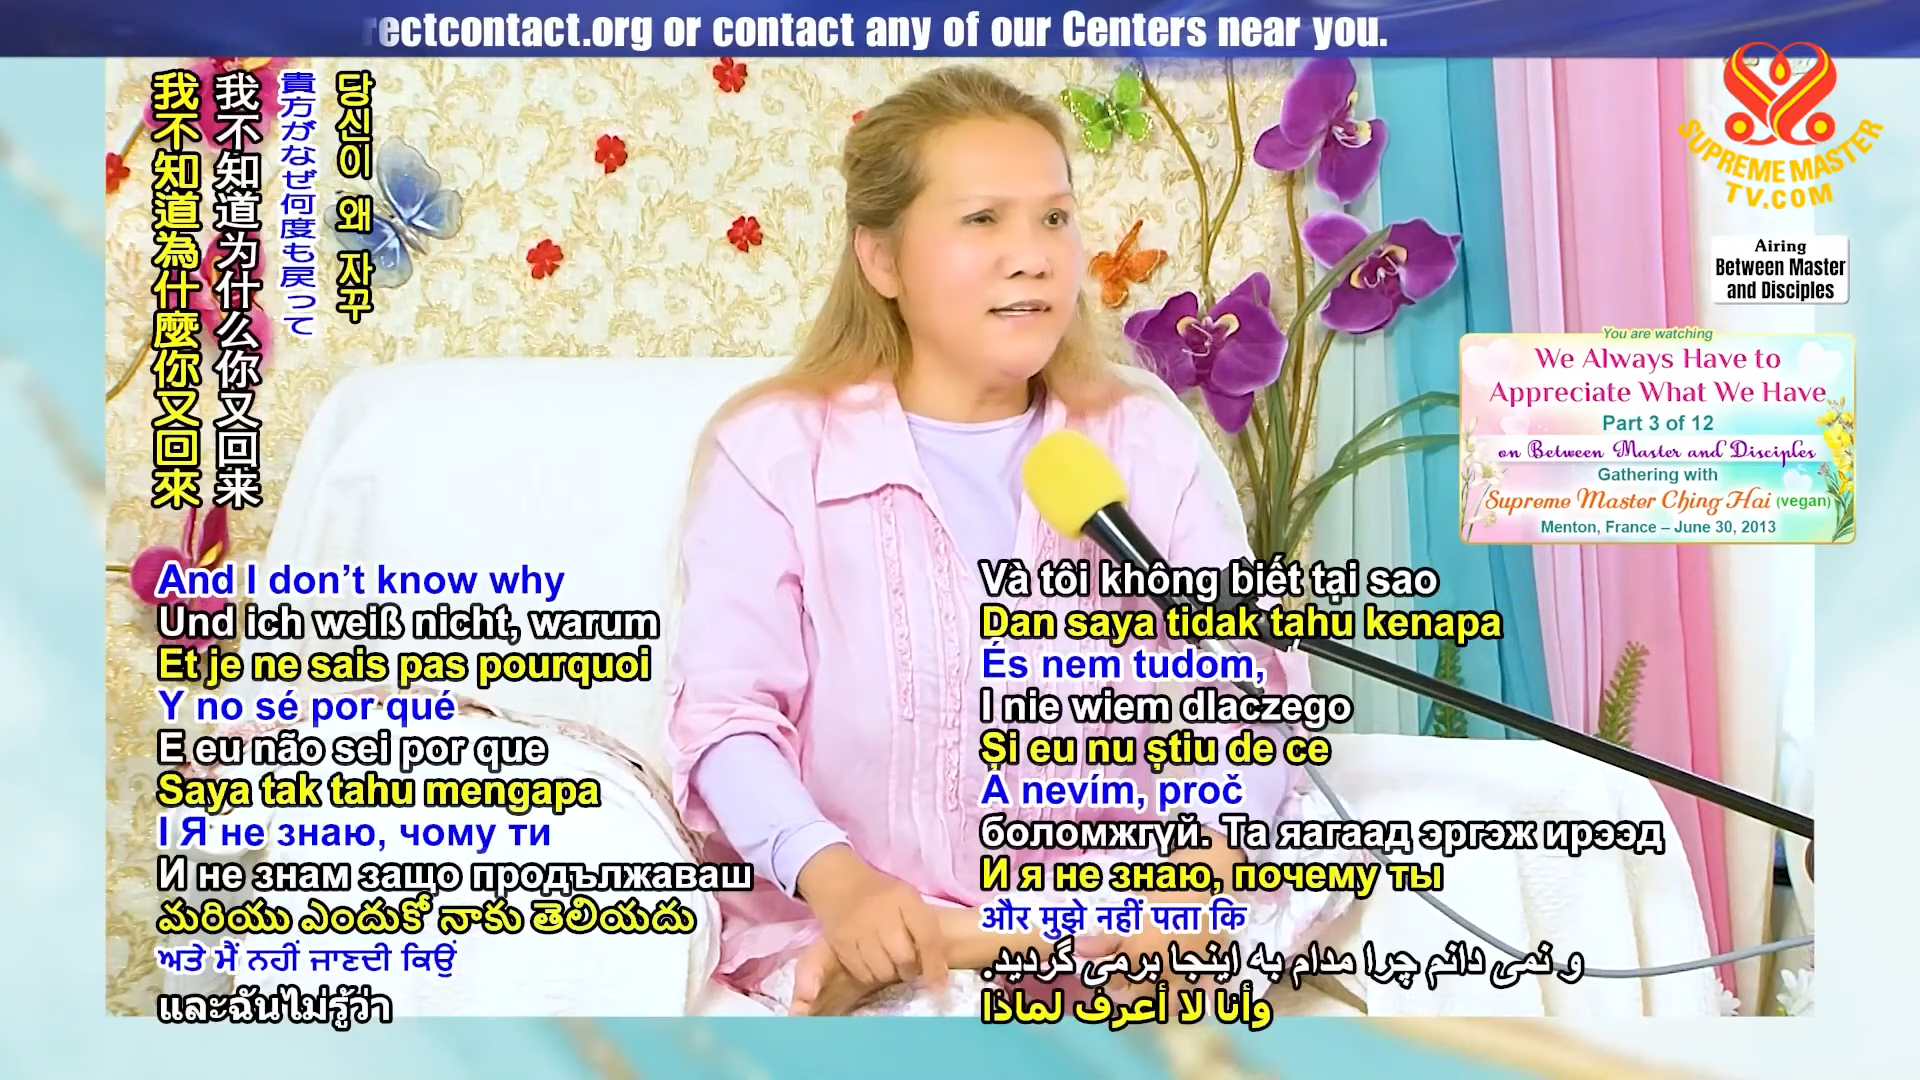 rectcontact.org or contact any of our Centers near you.
SUPREME MASTER
TV.COM
Airing
Between Master
and Disciples
You are watching
We Always Have to
Appreciate What We Have
Part 3 of 12
on Between Master and Disciples
Gathering with
Supreme Master Ching Hai (vegan)
Menton, France – June 30, 2013
我不知道為什麼你又回來
我不知道为什么你又回来
貴方がなぜ何度も戻って
당신이 왜 자꾸
And I don’t know why
Und ich weiß nicht, warum
Et je ne sais pas pourquoi
Y no sé por qué
E eu não sei por que
Saya tak tahu mengapa
І Я не знаю, чому ти
И не знам защо продължаваш
మరియు ఎందుకో నాకు తెలియదు
ਅਤੇ ਮੈਂ ਨਹੀਂ ਜਾਣਦੀ ਕਿਉਂ
และฉันไม่รู้ว่า
Và tôi không biết tại sao
Dan saya tidak tahu kenapa
És nem tudom,
I nie wiem dlaczego
Și eu nu știu de ce
A nevím, proč
боломжгүй. Та яагаад эргэж ирээд
И я не знаю, почему ты
और मुझे नहीं पता कि
و نمی دانم چرا مدام به اینجا برمی گردید.
وأنا لا أعرف لماذا